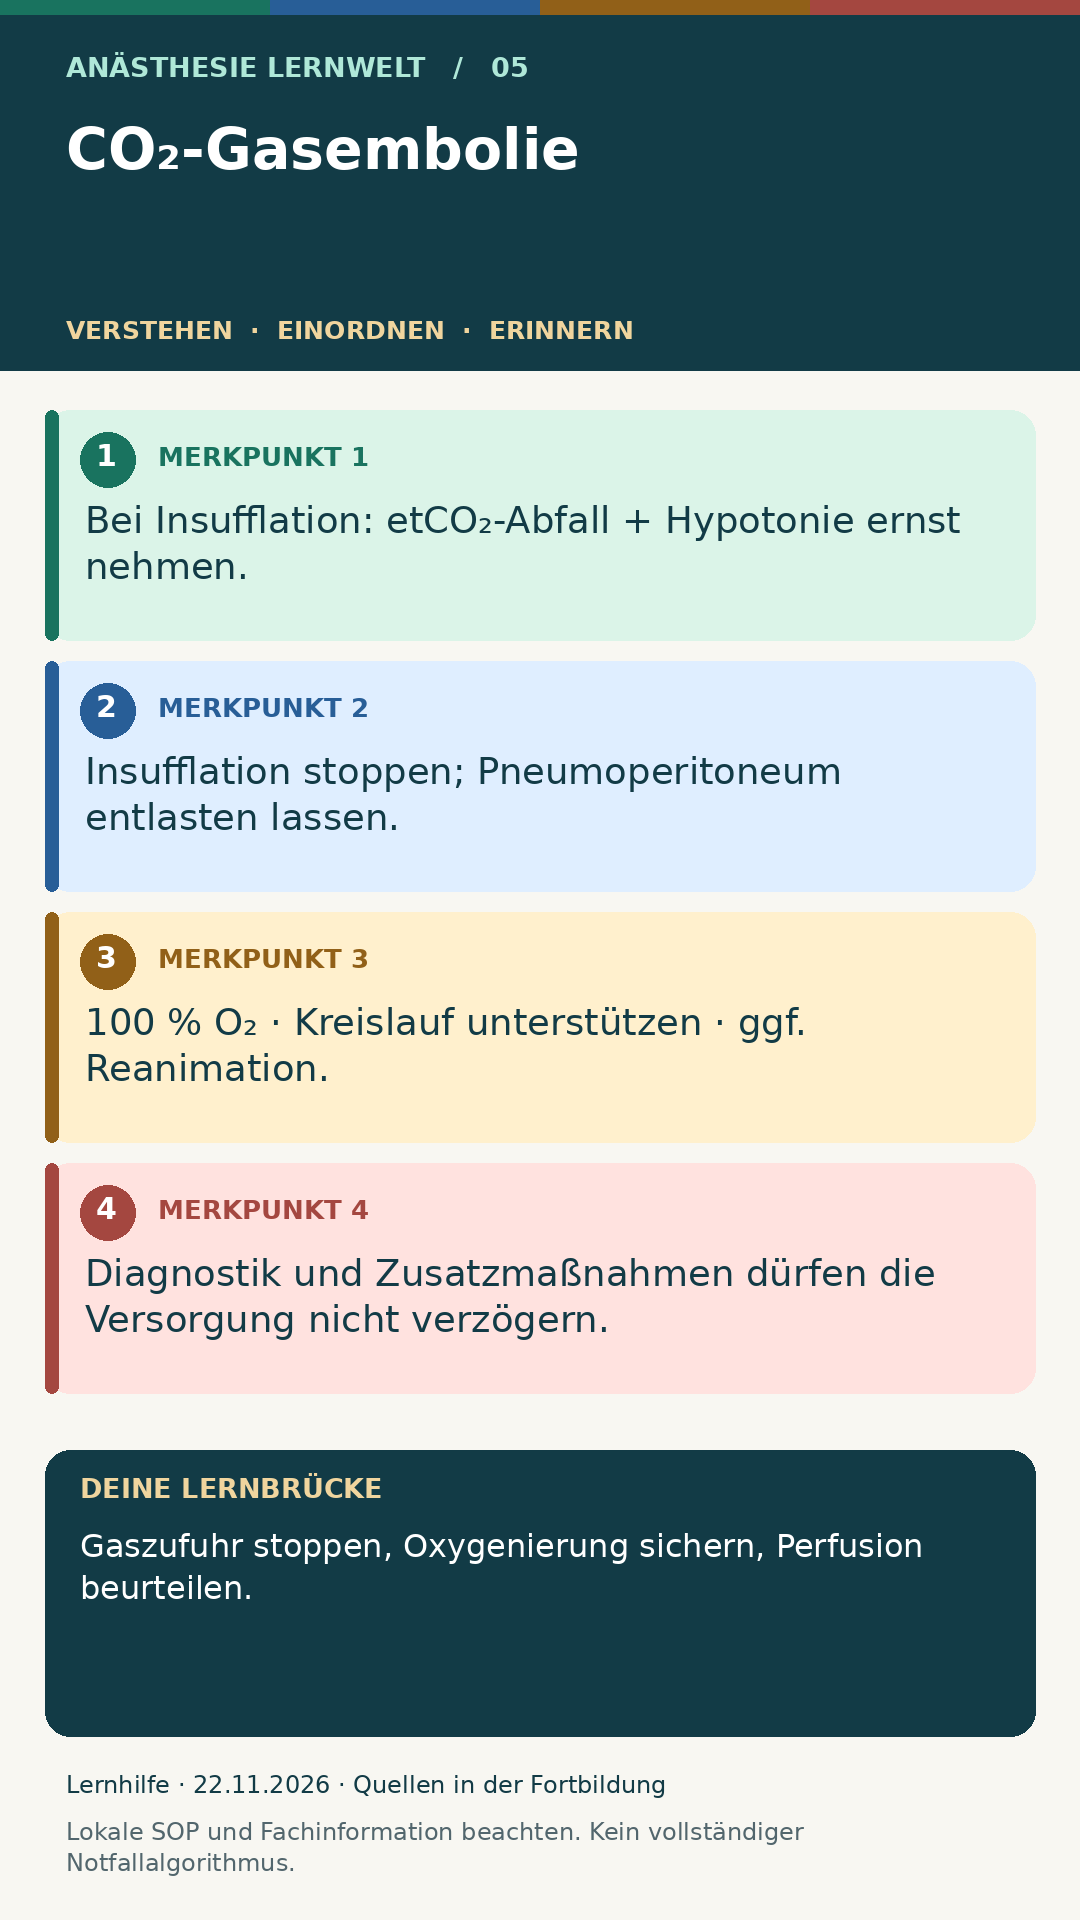 ANÄSTHESIE LERNWELT / 05
CO₂-Gasembolie
VERSTEHEN · EINORDNEN · ERINNERN
1 MERKPUNKT 1
Bei Insufflation: etCO₂-Abfall + Hypotonie ernst
nehmen.
2 MERKPUNKT 2
Insufflation stoppen; Pneumoperitoneum
entlasten lassen.
3 MERKPUNKT 3
100 % O₂ · Kreislauf unterstützen · ggf.
Reanimation.
4 MERKPUNKT 4
Diagnostik und Zusatzmaßnahmen dürfen die
Versorgung nicht verzögern.
DEINE LERNBRÜCKE
Gaszufuhr stoppen, Oxygenierung sichern, Perfusion
beurteilen.
Lernhilfe · 22.11.2026 · Quellen in der Fortbildung
Lokale SOP und Fachinformation beachten. Kein vollständiger
Notfallalgorithmus.